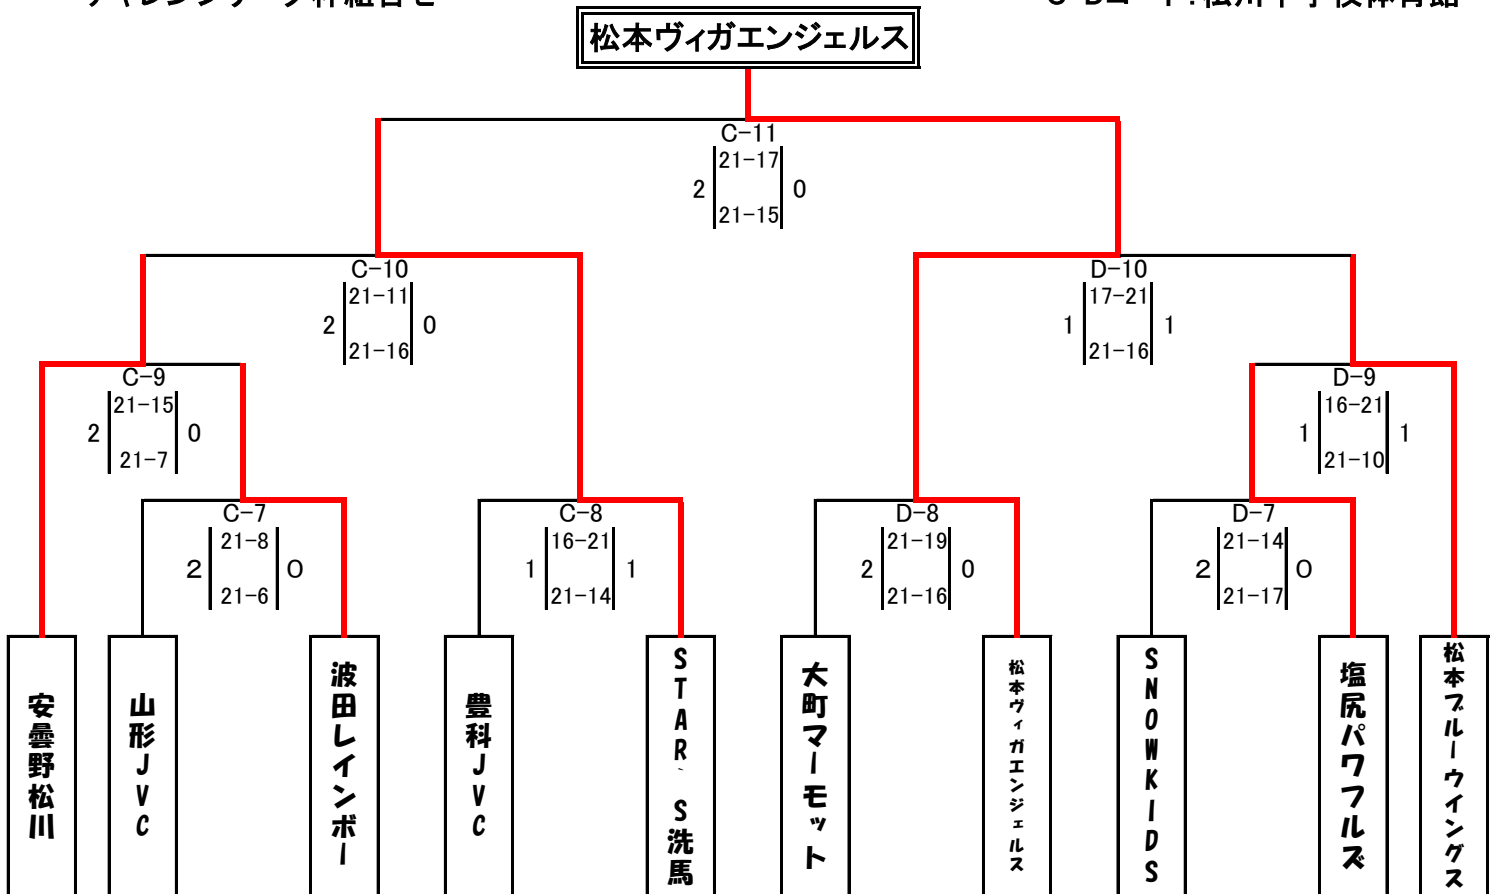 松本ヴィガエンジェルス
C-11
21-17
2 0
21-15
C-10
21-11
2 0
21-16
D-10
17-21
1 1
21-16
C-9
21-15
2 0
21-7
D-9
16-21
1 1
21-10
C-7
21-8
2 0
21-6
C-8
16-21
1 1
21-14
D-8
21-19
2 0
21-16
D-7
21-14
2 0
21-17
安曇野松川
山形JVC
波田レインボー
豊科JVC
STAR`S洗馬
大町マーモット
松本ヴィガエンジェルス
SNOWKIDS
塩尻パワフルズ
松本ブルーウイングス